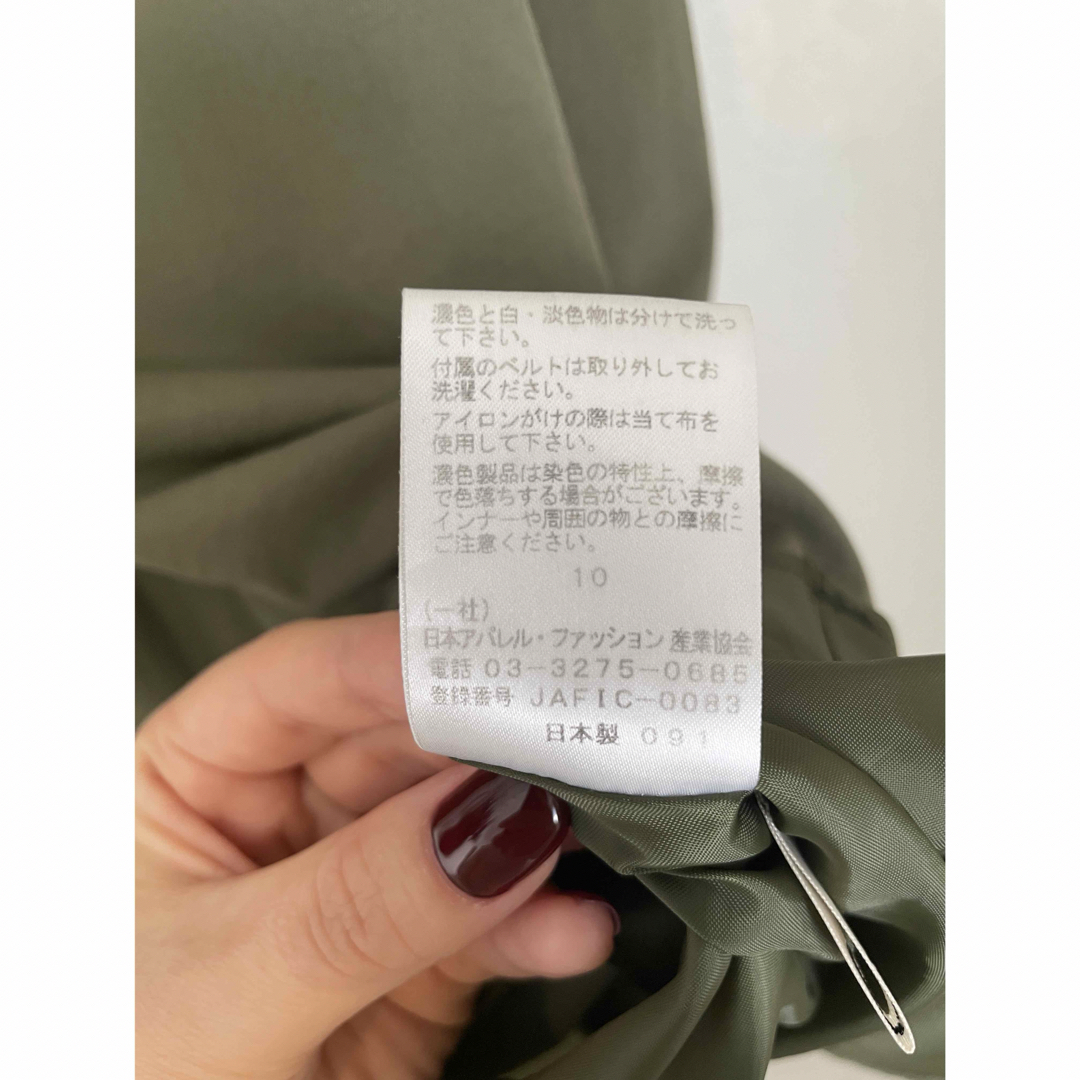 濃色と白・淡色物は分けて洗っ
て下さい。
付属のベルトは取り外してお
洗濯ください。
アイロンがけの際は当て布を
使用して下さい。
濃色製品は染色の特性上、摩擦
で色落ちする場合がございます。
インナーや周囲の物との摩擦に
ご注意ください。
10
(一社)
日本アパレル・ファッション産業協会
電話 03-3275-0685
登録番号 JAFIC-0083
日本製 091